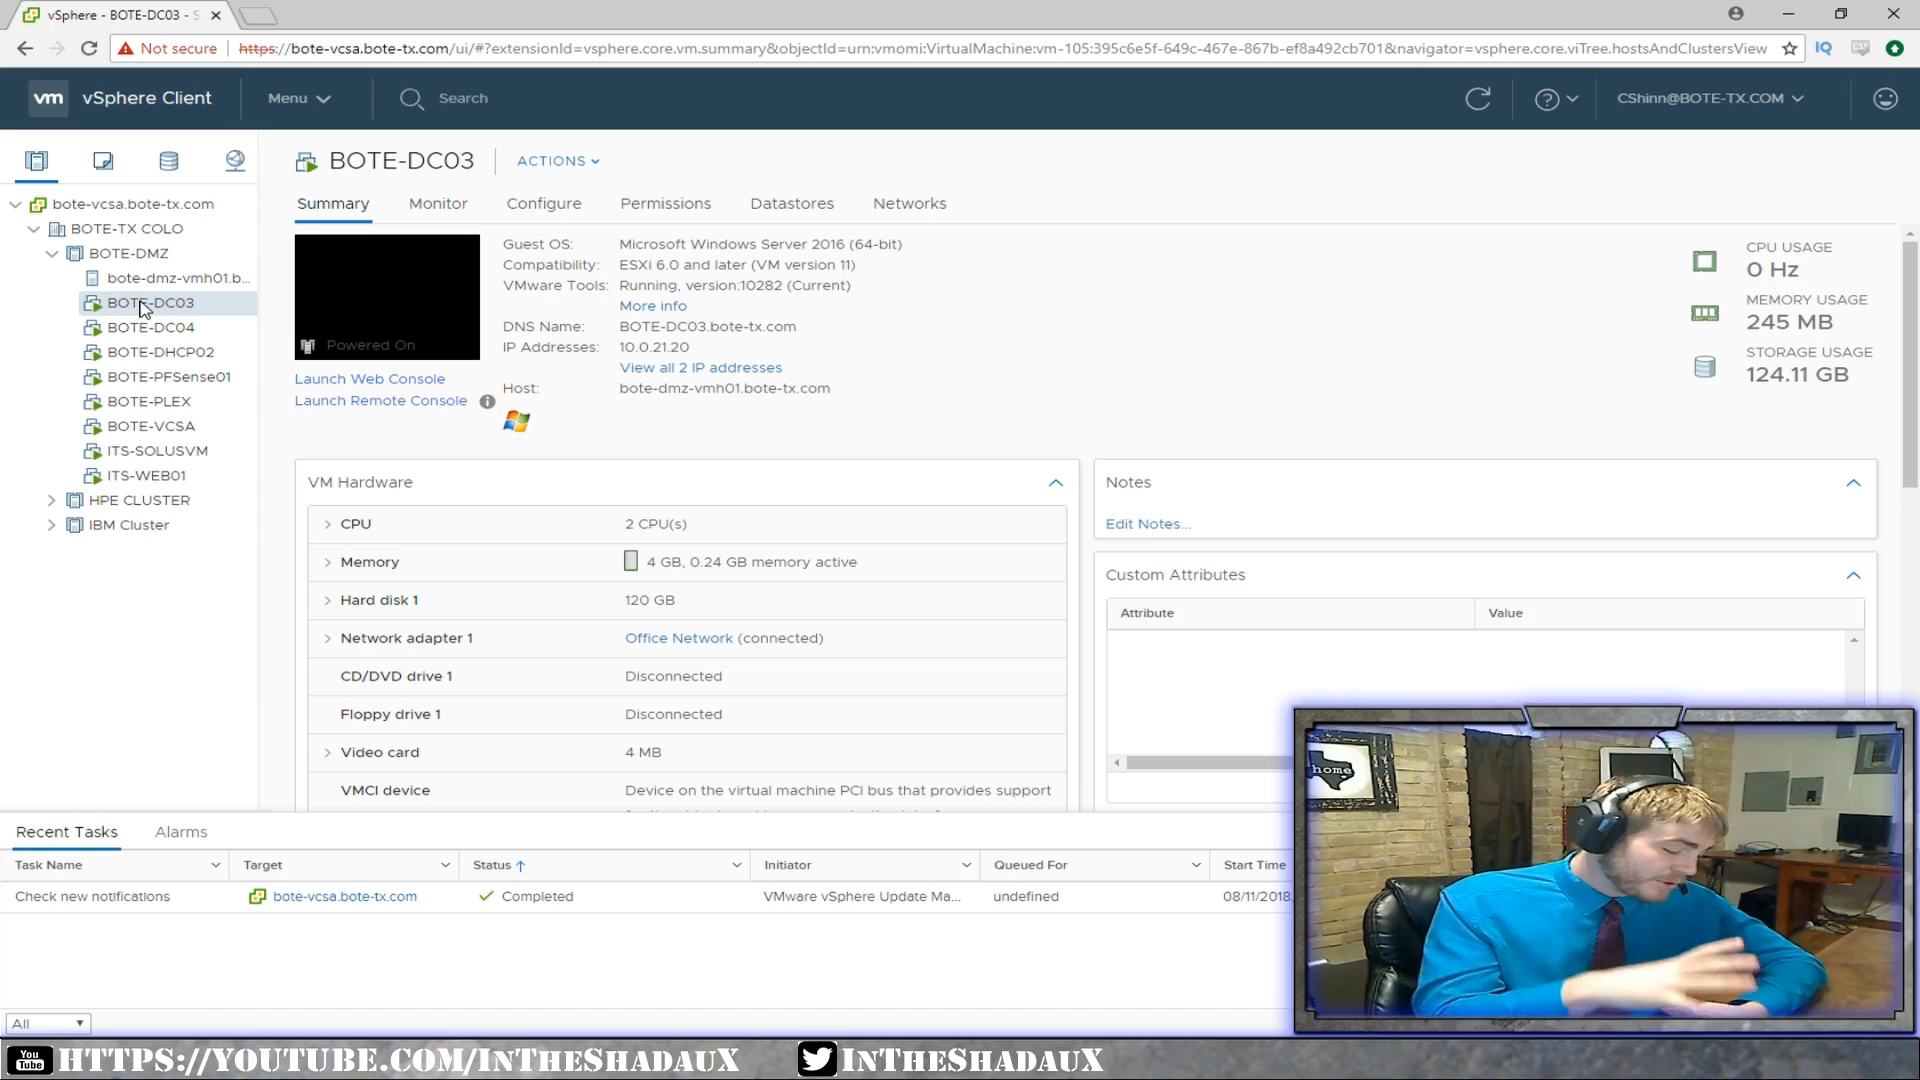 vSphere - BOTE-DC03 - S
Not secure https://bote-vcsa.bote-tx.com/ui/#?extensionId=vsphere.core.vm.summary&objectId=urn:vmomi:VirtualMachine:vm-105:395c6e5f-649c-467e-867b-ef8a492cb701&navigator=vsphere.core.viTree.hostsAndClustersView
IQ
vm vSphere Client Menu Search CShinn@BOTE-TX.COM
BOTE-DC03 ACTIONS
Summary Monitor Configure Permissions Datastores Networks
bote-vcsa.bote-tx.com
BOTE-TX COLO
BOTE-DMZ
bote-dmz-vmh01.b...
BOTE-DC03
BOTE-DC04
BOTE-DHCP02
BOTE-PFSense01
BOTE-PLEX
BOTE-VCSA
ITS-SOLUSVM
ITS-WEB01
HPE CLUSTER
IBM Cluster
Powered On
Launch Web Console
Launch Remote Console
Guest OS: Microsoft Windows Server 2016 (64-bit)
Compatibility: ESXi 6.0 and later (VM version 11)
VMware Tools: Running, version:10282 (Current)
More info
DNS Name: BOTE-DC03.bote-tx.com
IP Addresses: 10.0.21.20
View all 2 IP addresses
Host: bote-dmz-vmh01.bote-tx.com
CPU USAGE
0 Hz
MEMORY USAGE
245 MB
STORAGE USAGE
124.11 GB
VM Hardware
CPU 2 CPU(s)
Memory 4 GB, 0.24 GB memory active
Hard disk 1 120 GB
Network adapter 1 Office Network (connected)
CD/DVD drive 1 Disconnected
Floppy drive 1 Disconnected
Video card 4 MB
VMCI device Device on the virtual machine PCI bus that provides support
Notes
Edit Notes...
Custom Attributes
Attribute Value
home
Recent Tasks Alarms
Task Name Target Status Initiator Queued For Start Time
Check new notifications bote-vcsa.bote-tx.com Completed VMware vSphere Update Ma... undefined 08/11/2018
All
You Tube HTTPS://YOUTUBE.COM/INTHESHADAUX INTHESHADAUX